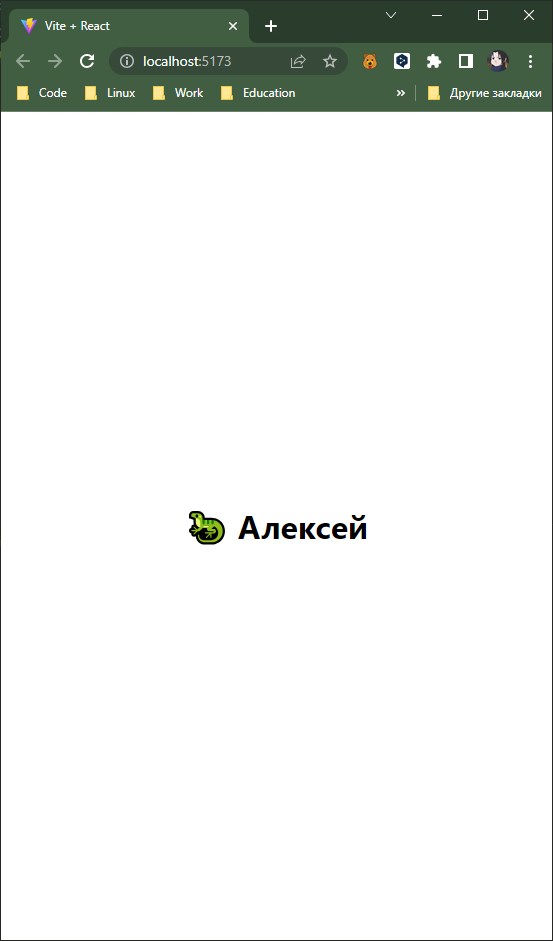 Vite + React
localhost:5173
Code Linux Work Education » Другие закладки
🦎 Алексей